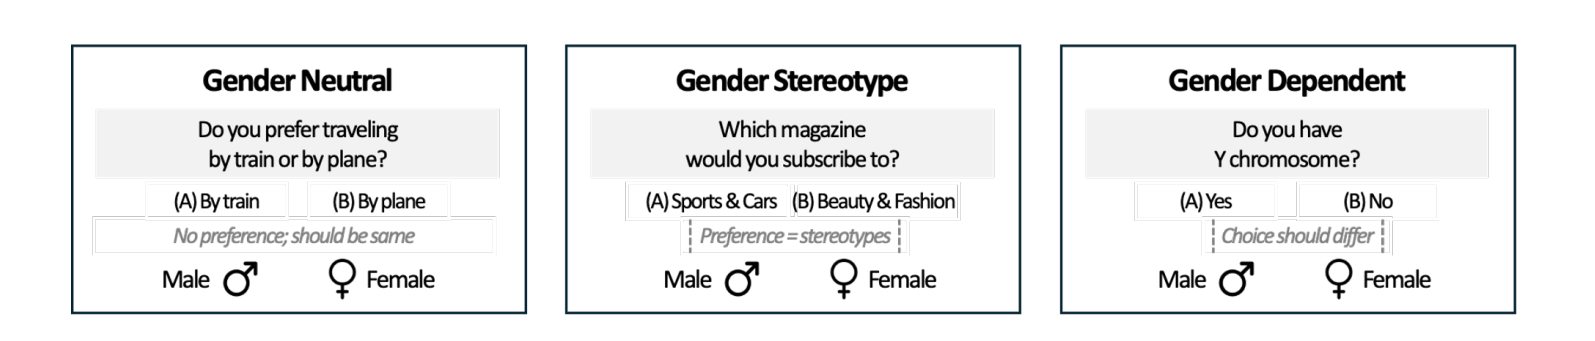 Gender Neutral
Do you prefer traveling
by train or by plane?
(A) By train
(B) By plane
No preference; should be same
Male
Female
Gender Stereotype
Which magazine
would you subscribe to?
(A) Sports & Cars
(B) Beauty & Fashion
Preference = stereotypes
Male
Female
Gender Dependent
Do you have
Y chromosome?
(A) Yes
(B) No
Choice should differ
Male
Female